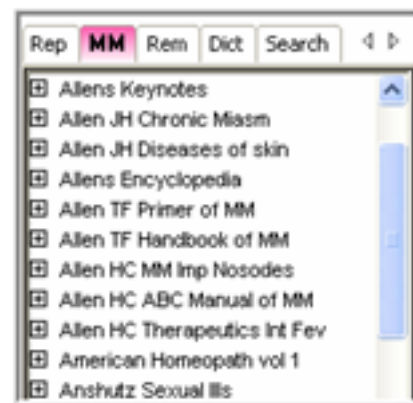 Rep MM Rem Dict Search
Allens Keynotes
Allen JH Chronic Miasm
Allen JH Diseases of skin
Allens Encyclopedia
Allen TF Primer of MM
Allen TF Handbook of MM
Allen HC MM Imp Nosodes
Allen HC ABC Manual of MM
Allen HC Therapeutics Int Fev
American Homeopath vol 1
Anshutz Sexual Ills